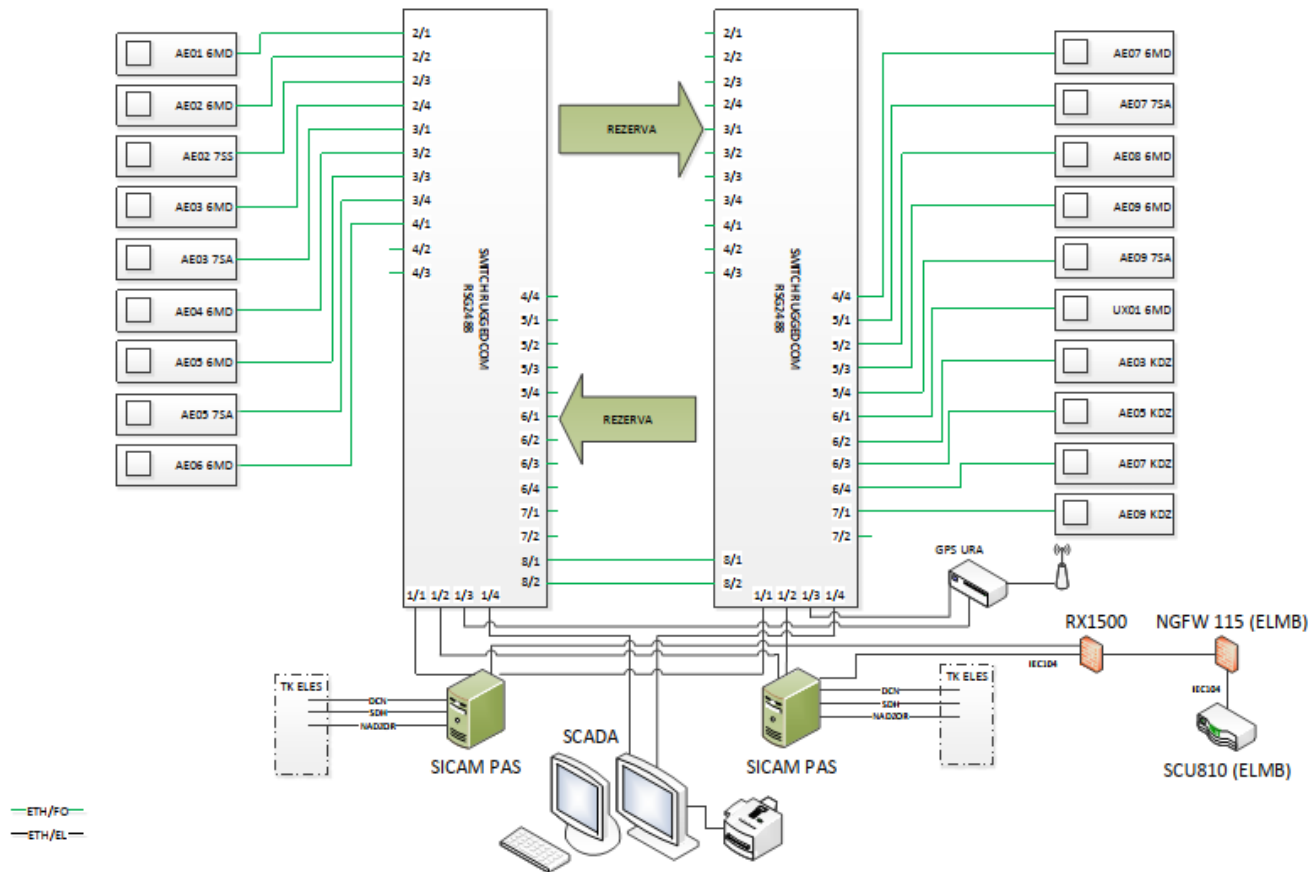 AE01 6MD
AE02 6MD
AE02 7SS
AE03 6MD
AE03 7SA
AE04 6MD
AE05 6MD
AE05 7SA
AE06 6MD
2/1
2/2
2/3
2/4
3/1
3/2
3/3
3/4
4/1
4/2
4/3
SWITCH RUGGEDCOM
RSG2488
4/4
5/1
5/2
5/3
5/4
6/1
6/2
6/3
6/4
7/1
7/2
8/1
8/2
1/1 1/2 1/3 1/4
REZERVA
REZERVA
2/1
2/2
2/3
2/4
3/1
3/2
3/3
3/4
4/1
4/2
4/3
SWITCH RUGGEDCOM
RSG2488
4/4
5/1
5/2
5/3
5/4
6/1
6/2
6/3
6/4
7/1
7/2
8/1
8/2
1/1 1/2 1/3 1/4
AE07 6MD
AE07 7SA
AE08 6MD
AE09 6MD
AE09 7SA
UX01 6MD
AE03 KDZ
AE05 KDZ
AE07 KDZ
AE09 KDZ
GPS URA
RX1500
NGFW 115 (ELMB)
IEC104
IEC104
SCU810 (ELMB)
TK ELES
DCN
SDH
NADZOR
SICAM PAS
SCADA
SICAM PAS
DCN
SDH
NADZOR
TK ELES
ETH/FO
ETH/EL